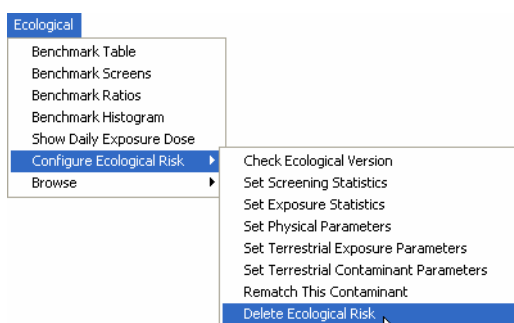 Ecological
Benchmark Table
Benchmark Screens
Benchmark Ratios
Benchmark Histogram
Show Daily Exposure Dose
Configure Ecological Risk
Browse
Check Ecological Version
Set Screening Statistics
Set Exposure Statistics
Set Physical Parameters
Set Terrestrial Exposure Parameters
Set Terrestrial Contaminant Parameters
Rematch This Contaminant
Delete Ecological Risk